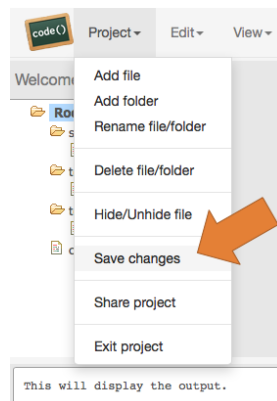 code()
Project
Edit
View
Welcom
Add file
Add folder
Rename file/folder
Delete file/folder
Hide/Unhide file
Save changes
Share project
Exit project
This will display the output.